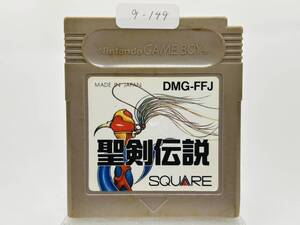 9-149
Nintendo GAME BOY
MADE IN JAPAN DMG-FFJ
聖剣伝説
SQUARE